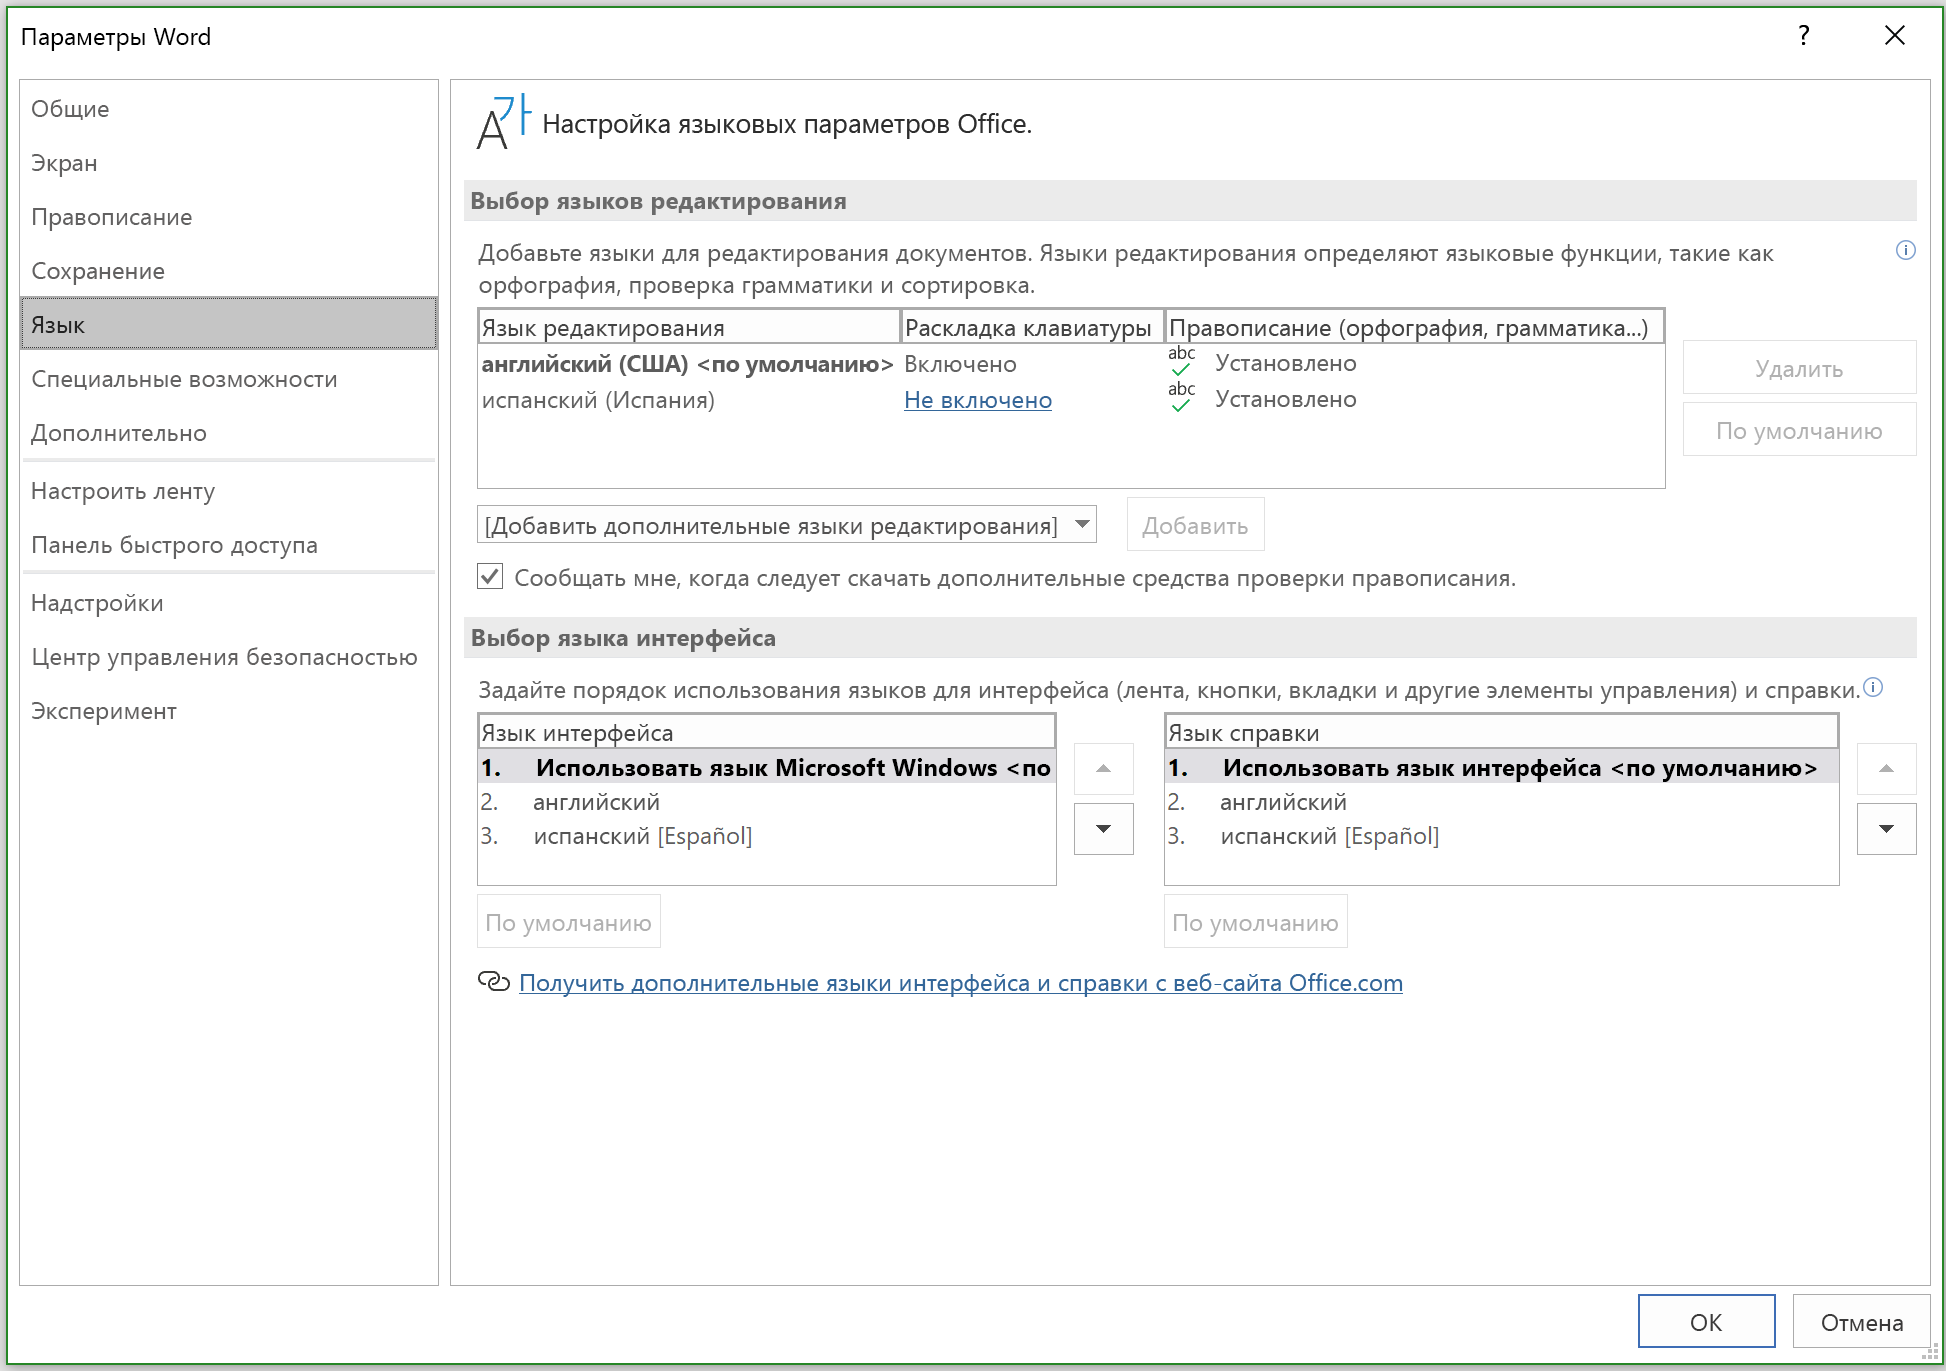 Параметры Word
?
Общие
Экран
Правописание
Сохранение
Язык
Специальные возможности
Дополнительно
Настроить ленту
Панель быстрого доступа
Надстройки
Центр управления безопасностью
Эксперимент
A가 Настройка языковых параметров Office.
Выбор языков редактирования
Добавьте языки для редактирования документов. Языки редактирования определяют языковые функции, такие как
орфография, проверка грамматики и сортировка.
Язык редактирования Раскладка клавиатуры Правописание (орфография, грамматика...)
английский (США) <по умолчанию> Включено abc Установлено
испанский (Испания) Не включено abc Установлено
Удалить
По умолчанию
[Добавить дополнительные языки редактирования] Добавить
Сообщать мне, когда следует скачать дополнительные средства проверки правописания.
Выбор языка интерфейса
Задайте порядок использования языков для интерфейса (лента, кнопки, вкладки и другие элементы управления) и справки.
Язык интерфейса
1. Использовать язык Microsoft Windows <по
2. английский
3. испанский [Español]
По умолчанию
Язык справки
1. Использовать язык интерфейса <по умолчанию>
2. английский
3. испанский [Español]
По умолчанию
Получить дополнительные языки интерфейса и справки с веб-сайта Office.com
ОК
Отмена